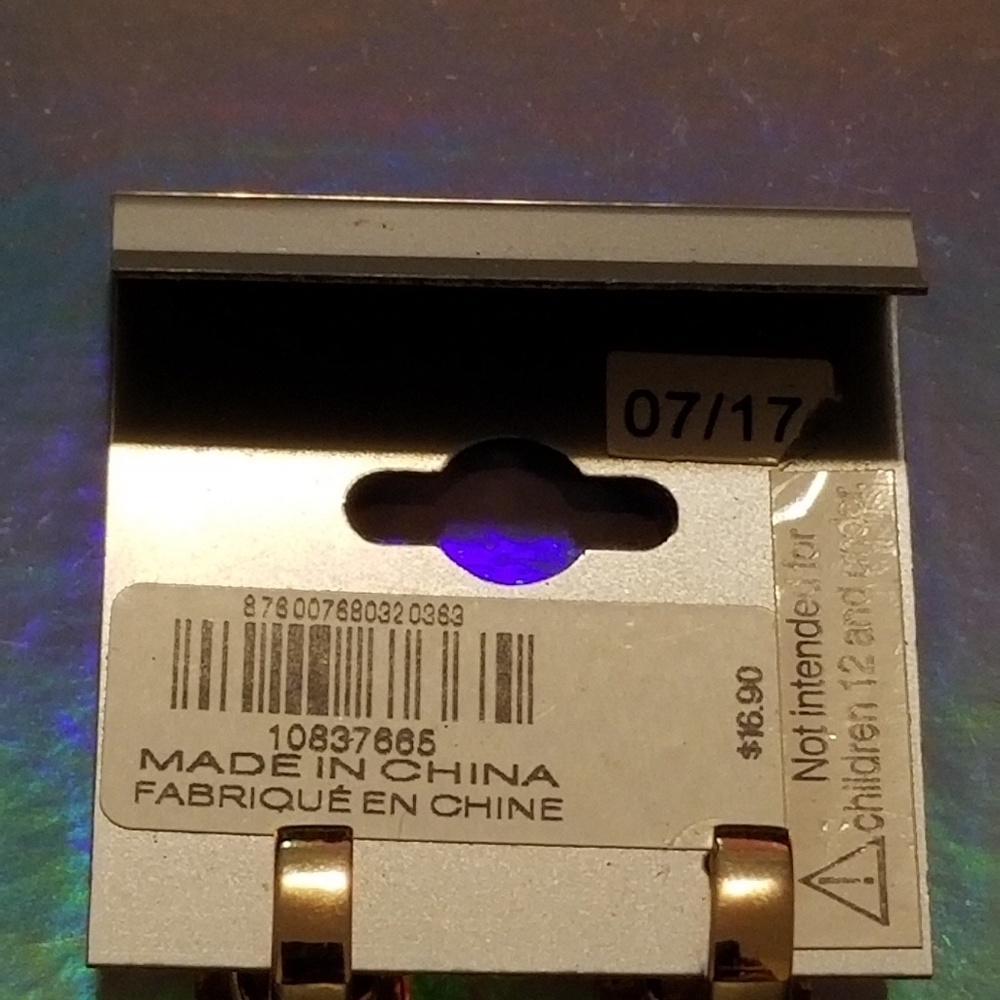 07/17
876007680320363
10837665
MADE IN CHINA
FABRIQUÉ EN CHINE
$16.90
Not intended for
children 12 and under.